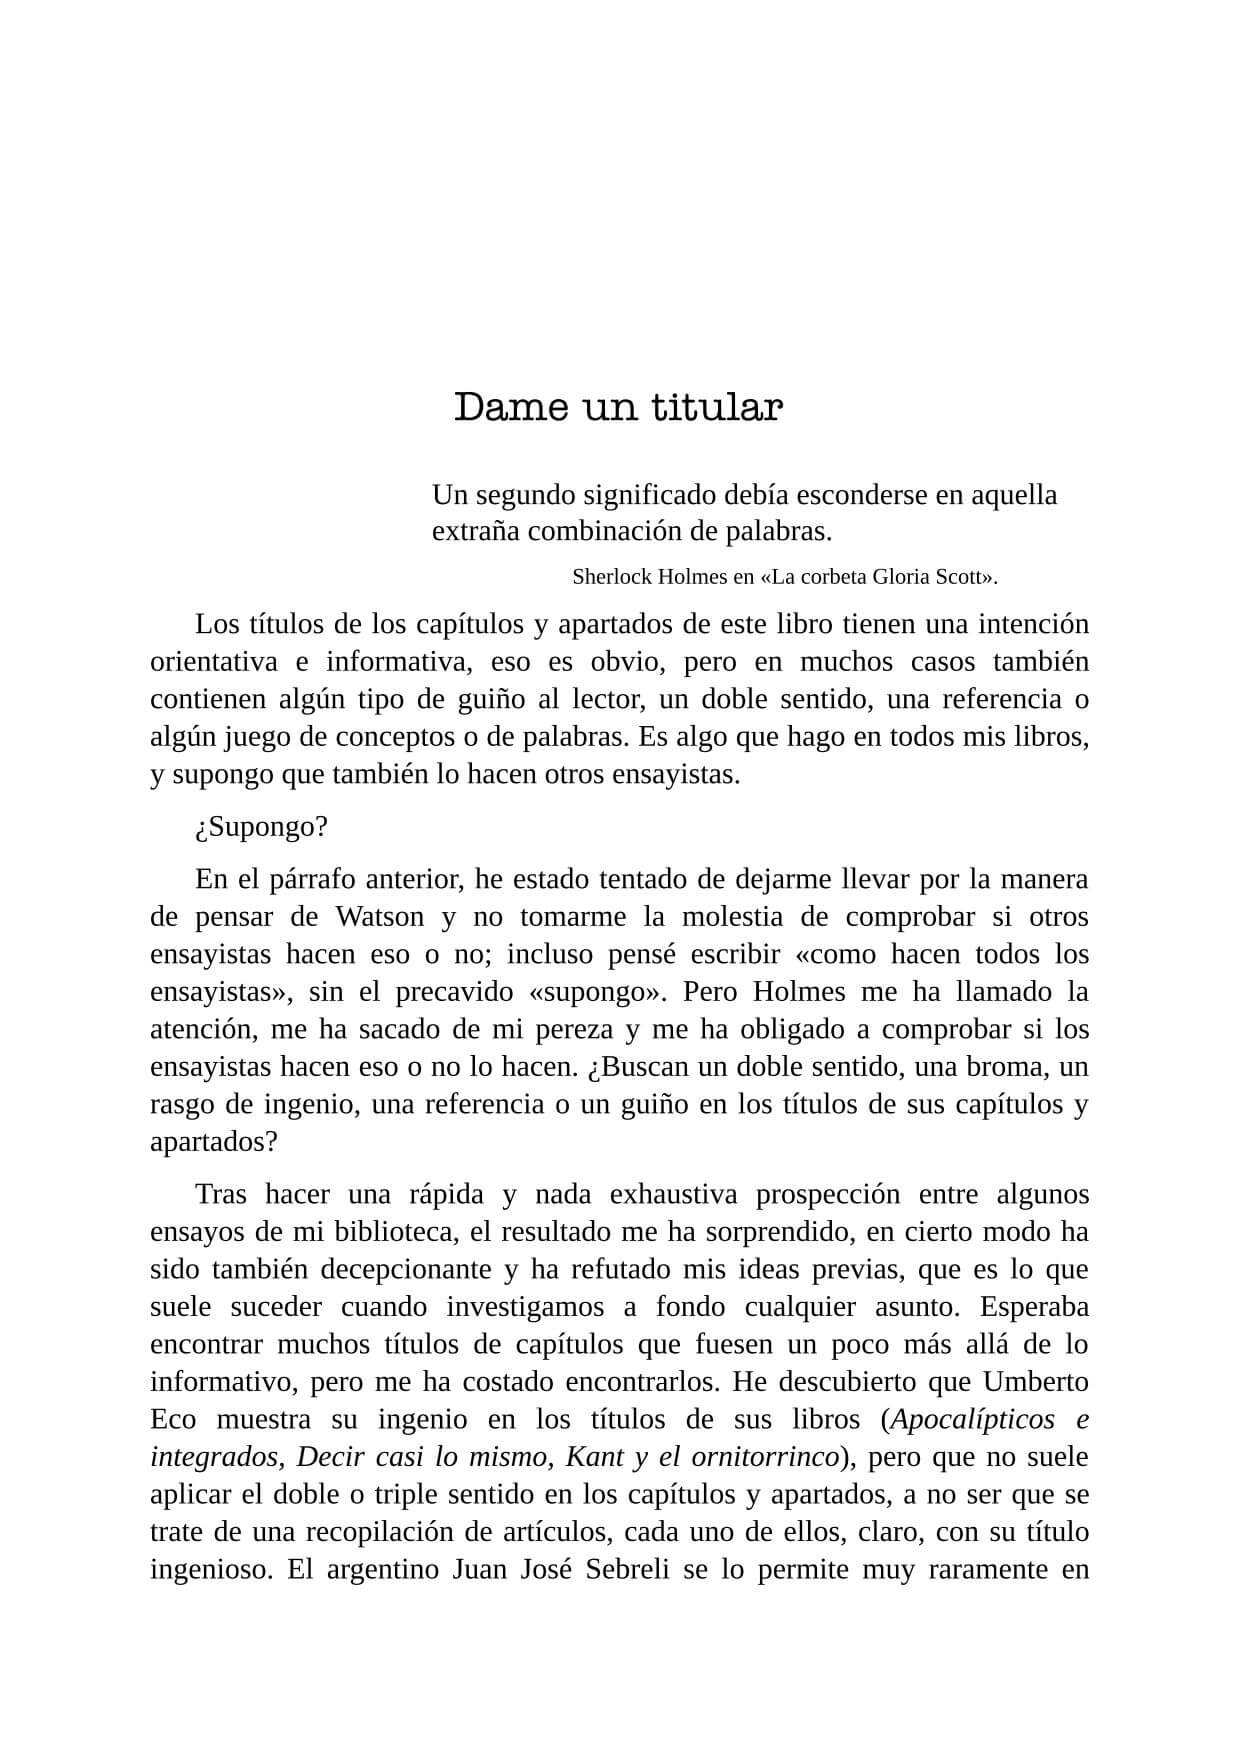 Dame un titular
Un segundo significado debía esconderse en aquella
extraña combinación de palabras.
Sherlock Holmes en «La corbeta Gloria Scott».
Los títulos de los capítulos y apartados de este libro tienen una intención
orientativa e informativa, eso es obvio, pero en muchos casos también
contienen algún tipo de guiño al lector, un doble sentido, una referencia o
algún juego de conceptos o de palabras. Es algo que hago en todos mis libros,
y supongo que también lo hacen otros ensayistas.
¿Supongo?
En el párrafo anterior, he estado tentado de dejarme llevar por la manera
de pensar de Watson y no tomarme la molestia de comprobar si otros
ensayistas hacen eso o no; incluso pensé escribir «como hacen todos los
ensayistas», sin el precavido «supongo». Pero Holmes me ha llamado la
atención, me ha sacado de mi pereza y me ha obligado a comprobar si los
ensayistas hacen eso o no lo hacen. ¿Buscan un doble sentido, una broma, un
rasgo de ingenio, una referencia o un guiño en los títulos de sus capítulos y
apartados?
Tras hacer una rápida y nada exhaustiva prospección entre algunos
ensayos de mi biblioteca, el resultado me ha sorprendido, en cierto modo ha
sido también decepcionante y ha refutado mis ideas previas, que es lo que
suele suceder cuando investigamos a fondo cualquier asunto. Esperaba
encontrar muchos títulos de capítulos que fuesen un poco más allá de lo
informativo, pero me ha costado encontrarlos. He descubierto que Umberto
Eco muestra su ingenio en los títulos de sus libros (Apocalípticos e
integrados, Decir casi lo mismo, Kant y el ornitorrinco), pero que no suele
aplicar el doble o triple sentido en los capítulos y apartados, a no ser que se
trate de una recopilación de artículos, cada uno de ellos, claro, con su título
ingenioso. El argentino Juan José Sebreli se lo permite muy raramente en